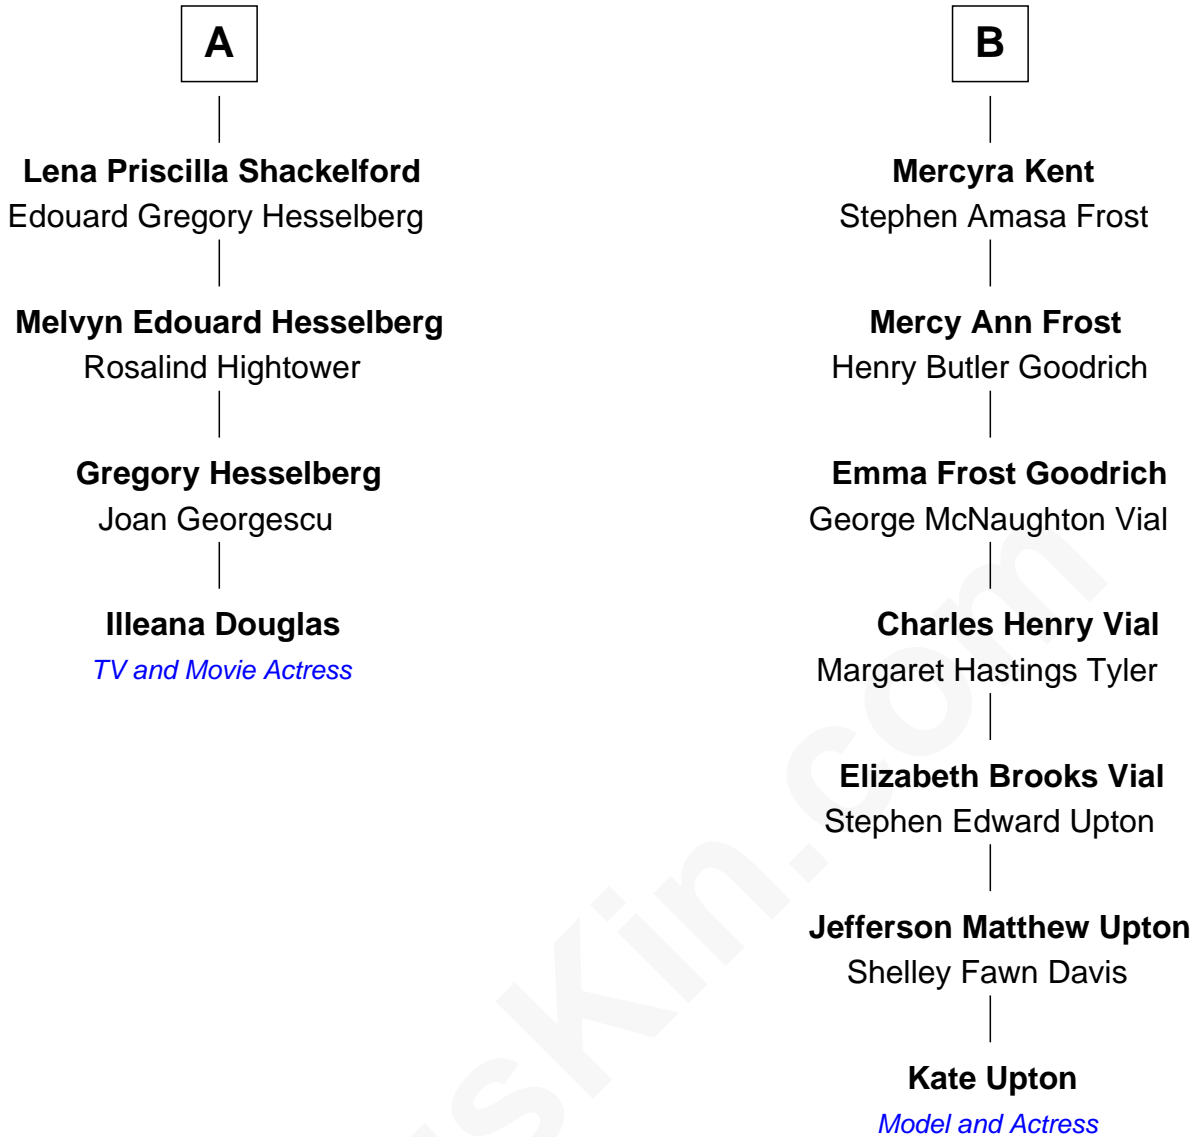 A
Lena Priscilla Shackelford
Edouard Gregory Hesselberg
Melvyn Edouard Hesselberg
Rosalind Hightower
Gregory Hesselberg
Joan Georgescu
Illeana Douglas
TV and Movie Actress
B
Mercyra Kent
Stephen Amasa Frost
Mercy Ann Frost
Henry Butler Goodrich
Emma Frost Goodrich
George McNaughton Vial
Charles Henry Vial
Margaret Hastings Tyler
Elizabeth Brooks Vial
Stephen Edward Upton
Jefferson Matthew Upton
Shelley Fawn Davis
Kate Upton
Model and Actress
sKin.com